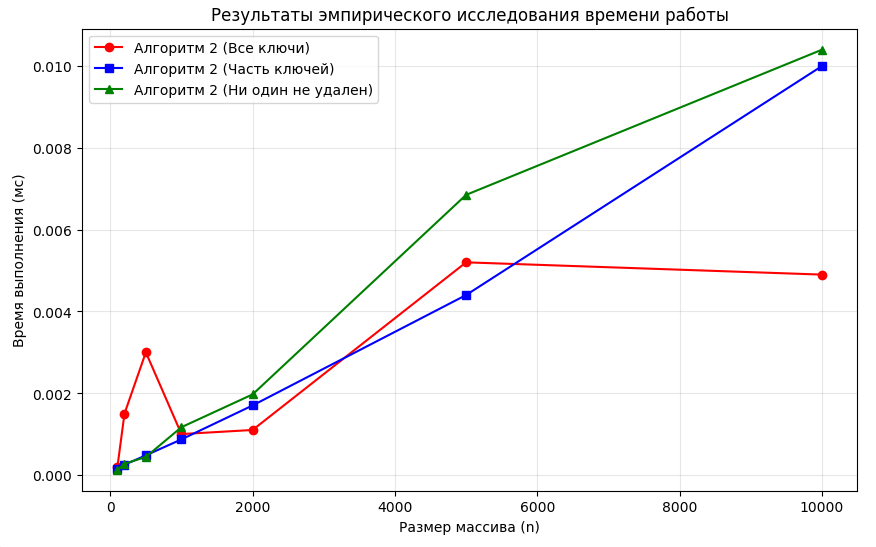 Результаты эмпирического исследования времени работы
Алгоритм 2 (Все ключи)
Алгоритм 2 (Часть ключей)
Алгоритм 2 (Ни один не удален)
Время выполнения (мс)
0.010
0.008
0.006
0.004
0.002
0.000
0 2000 4000 6000 8000 10000
Размер массива (n)